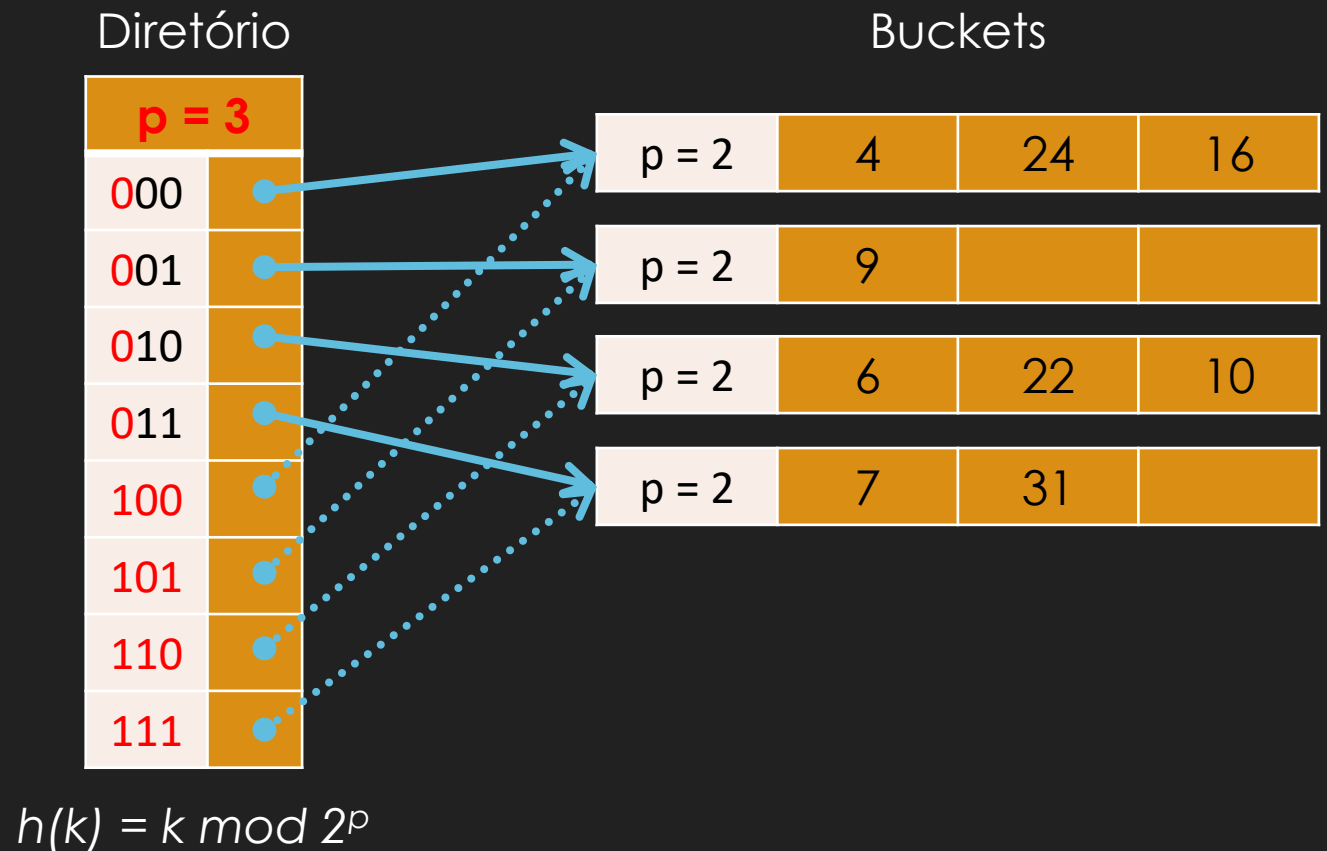 Diretório
Buckets
p = 3
000
001
010
011
100
101
110
111
p = 2 4 24 16
p = 2 9
p = 2 6 22 10
p = 2 7 31
h(k) = k mod 2ᵖ